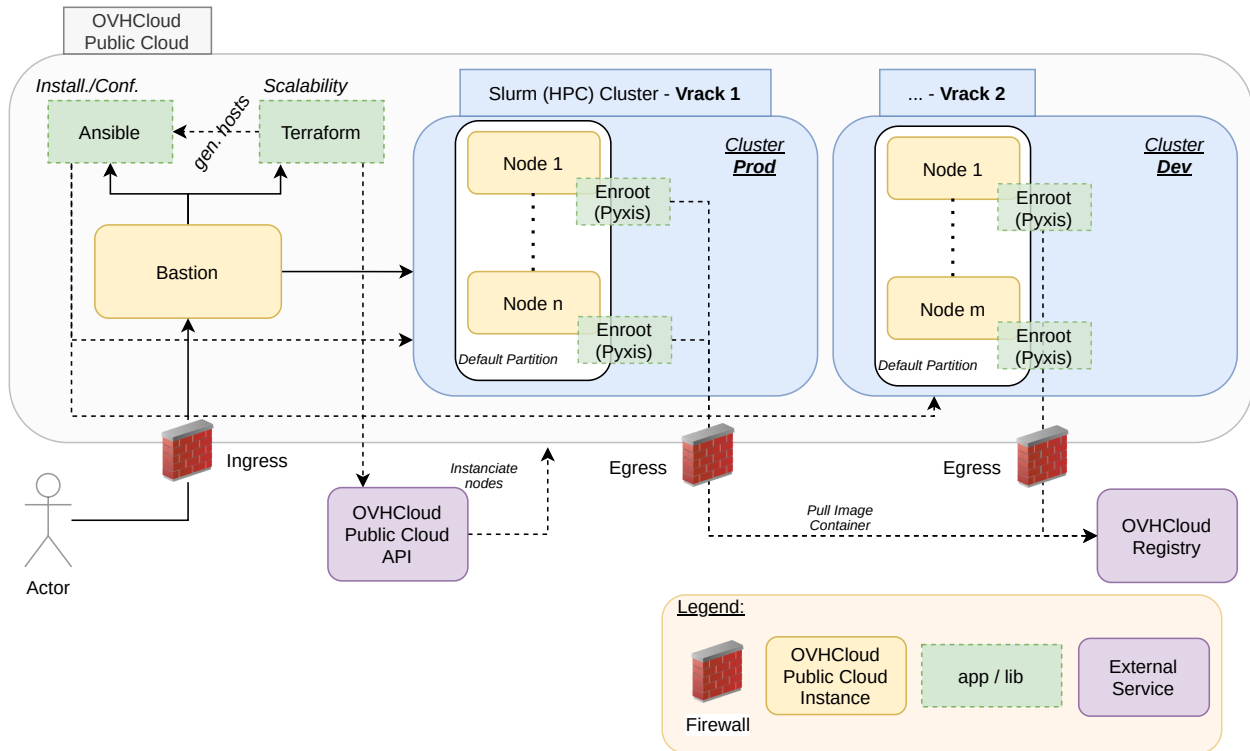 OVHCloud
Public Cloud
Install./Conf.
Scalability
gen. hosts
Ansible
Terraform
Bastion
Slurm (HPC) Cluster - Vrack 1
Cluster
Prod
Node 1
Enroot
(Pyxis)
Node n
Enroot
(Pyxis)
Default Partition
... - Vrack 2
Cluster
Dev
Node 1
Enroot
(Pyxis)
Node m
Enroot
(Pyxis)
Default Partition
Ingress
Egress
Egress
Actor
Instanciate
nodes
OVHCloud
Public Cloud
API
Pull Image
Container
OVHCloud
Registry
Legend:
Firewall
OVHCloud
Public Cloud
Instance
app / lib
External
Service